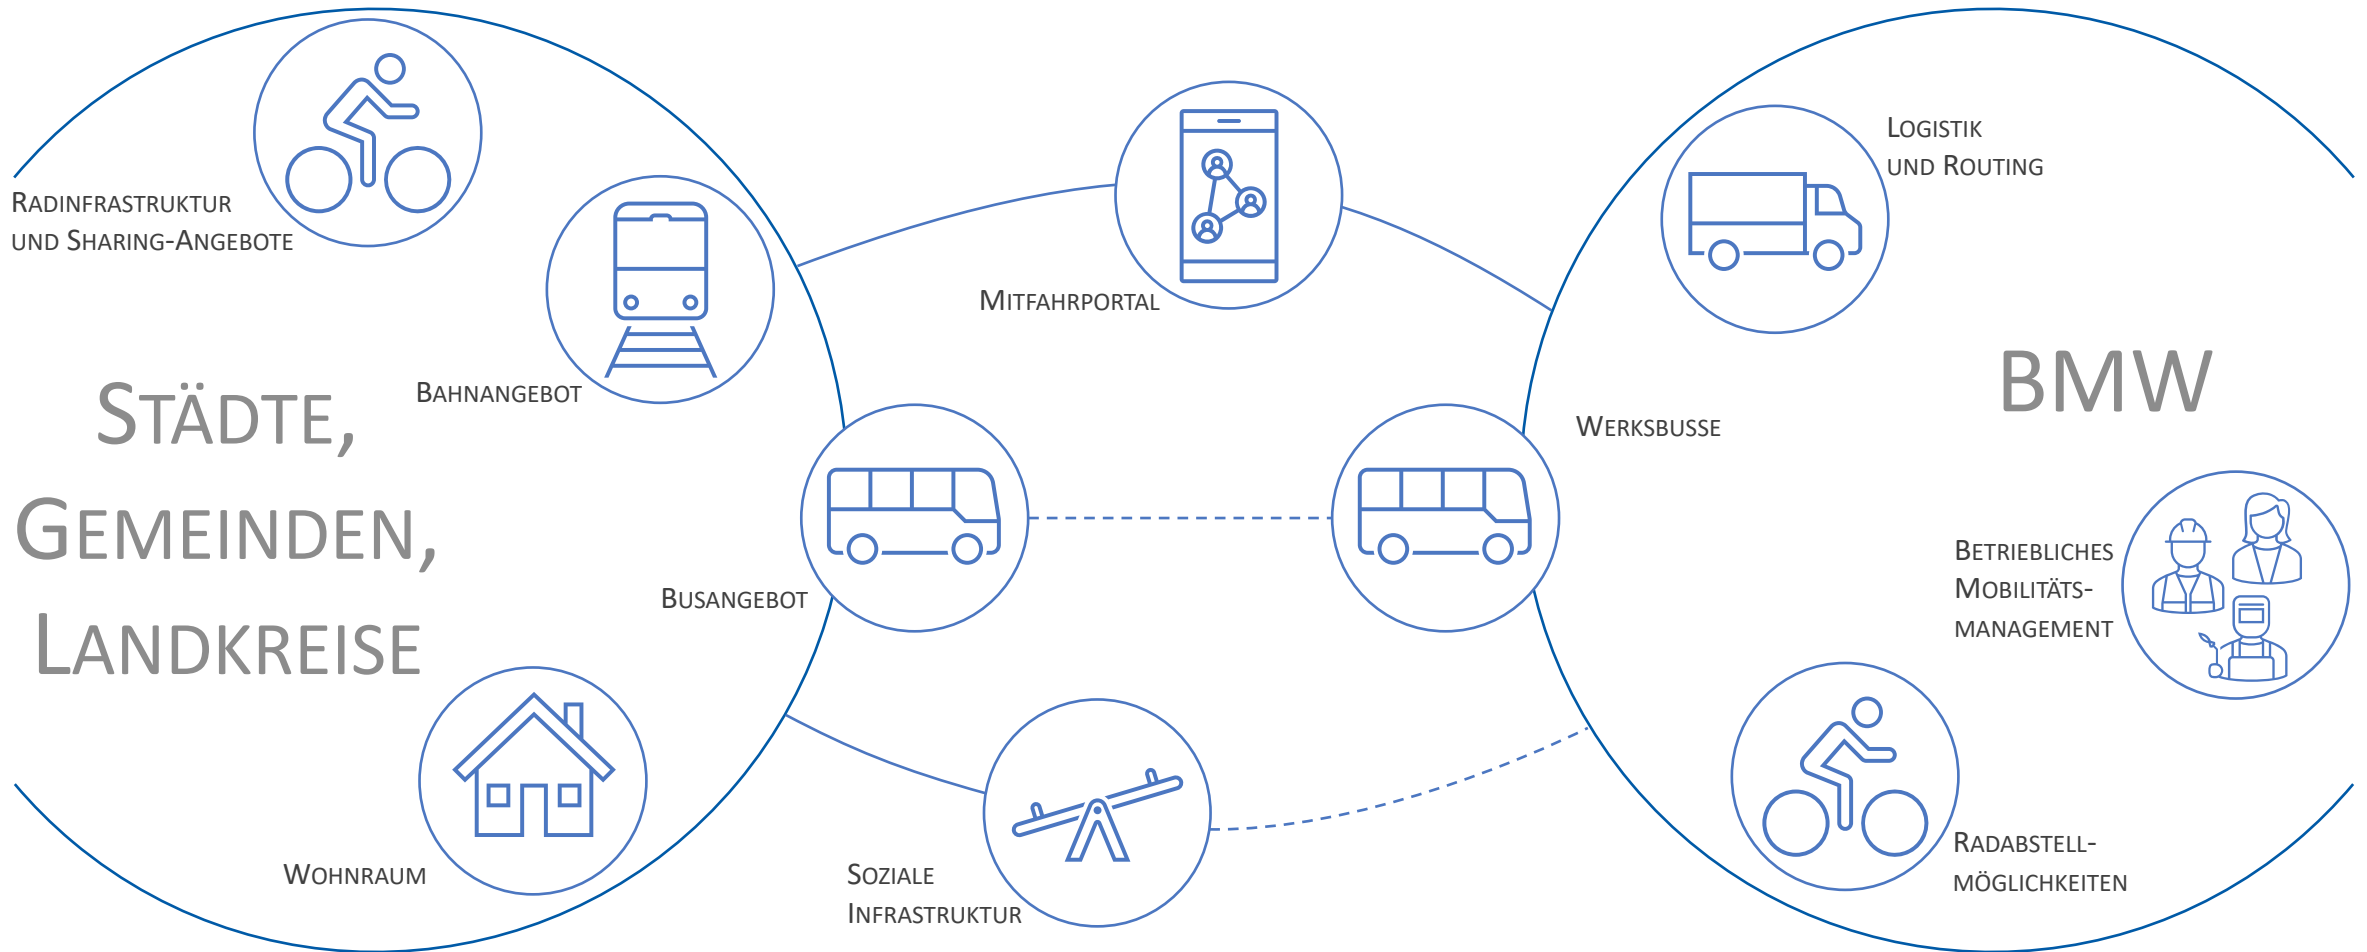 Radinfrastruktur
und Sharing-Angebote
Bahnangebot
Städte,
Gemeinden,
Landkreise
Busangebot
Wohnraum
Mitfahrportal
Soziale
Infrastruktur
Logistik
und Routing
BMW
Werksbusse
Betriebliches
Mobilitäts-
management
Radabstell-
möglichkeiten